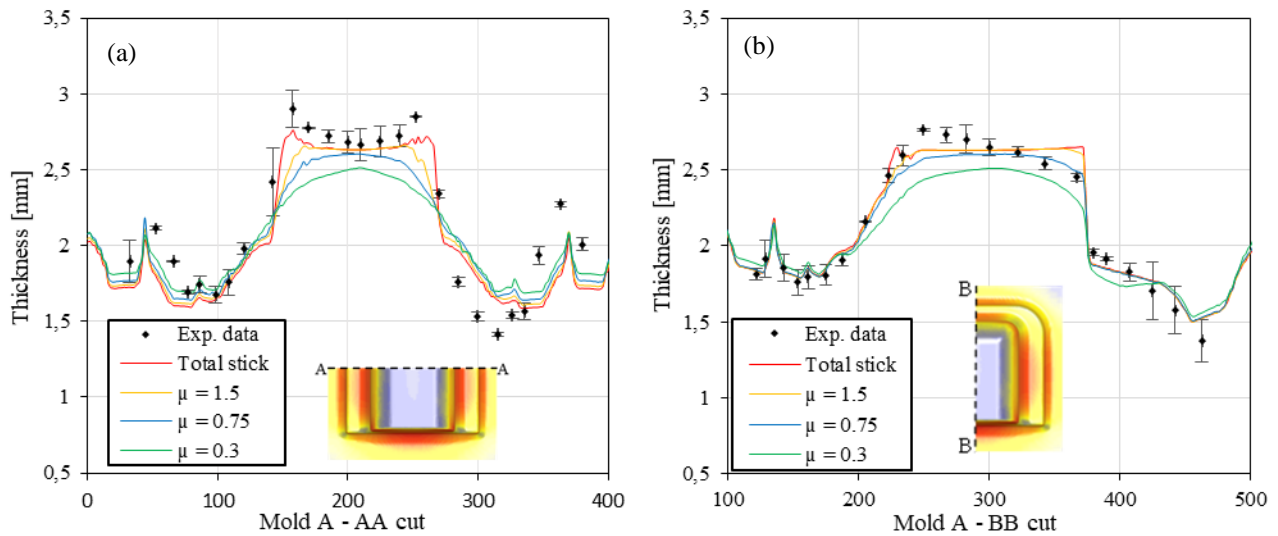 (a)
3,5
3
2.5
2
1.5
1
0,5
Thickness [mm]
0
100
200
300
400
Mold A - AA cut
Exp. data
Total stick
μ = 1.5
μ = 0.75
μ = 0.3
A
A
(b)
3,5
3
2.5
2
1.5
1
0,5
Thickness [mm]
100
200
300
400
500
Mold A - BB cut
Exp. data
Total stick
μ = 1.5
μ = 0.75
μ = 0.3
B
B